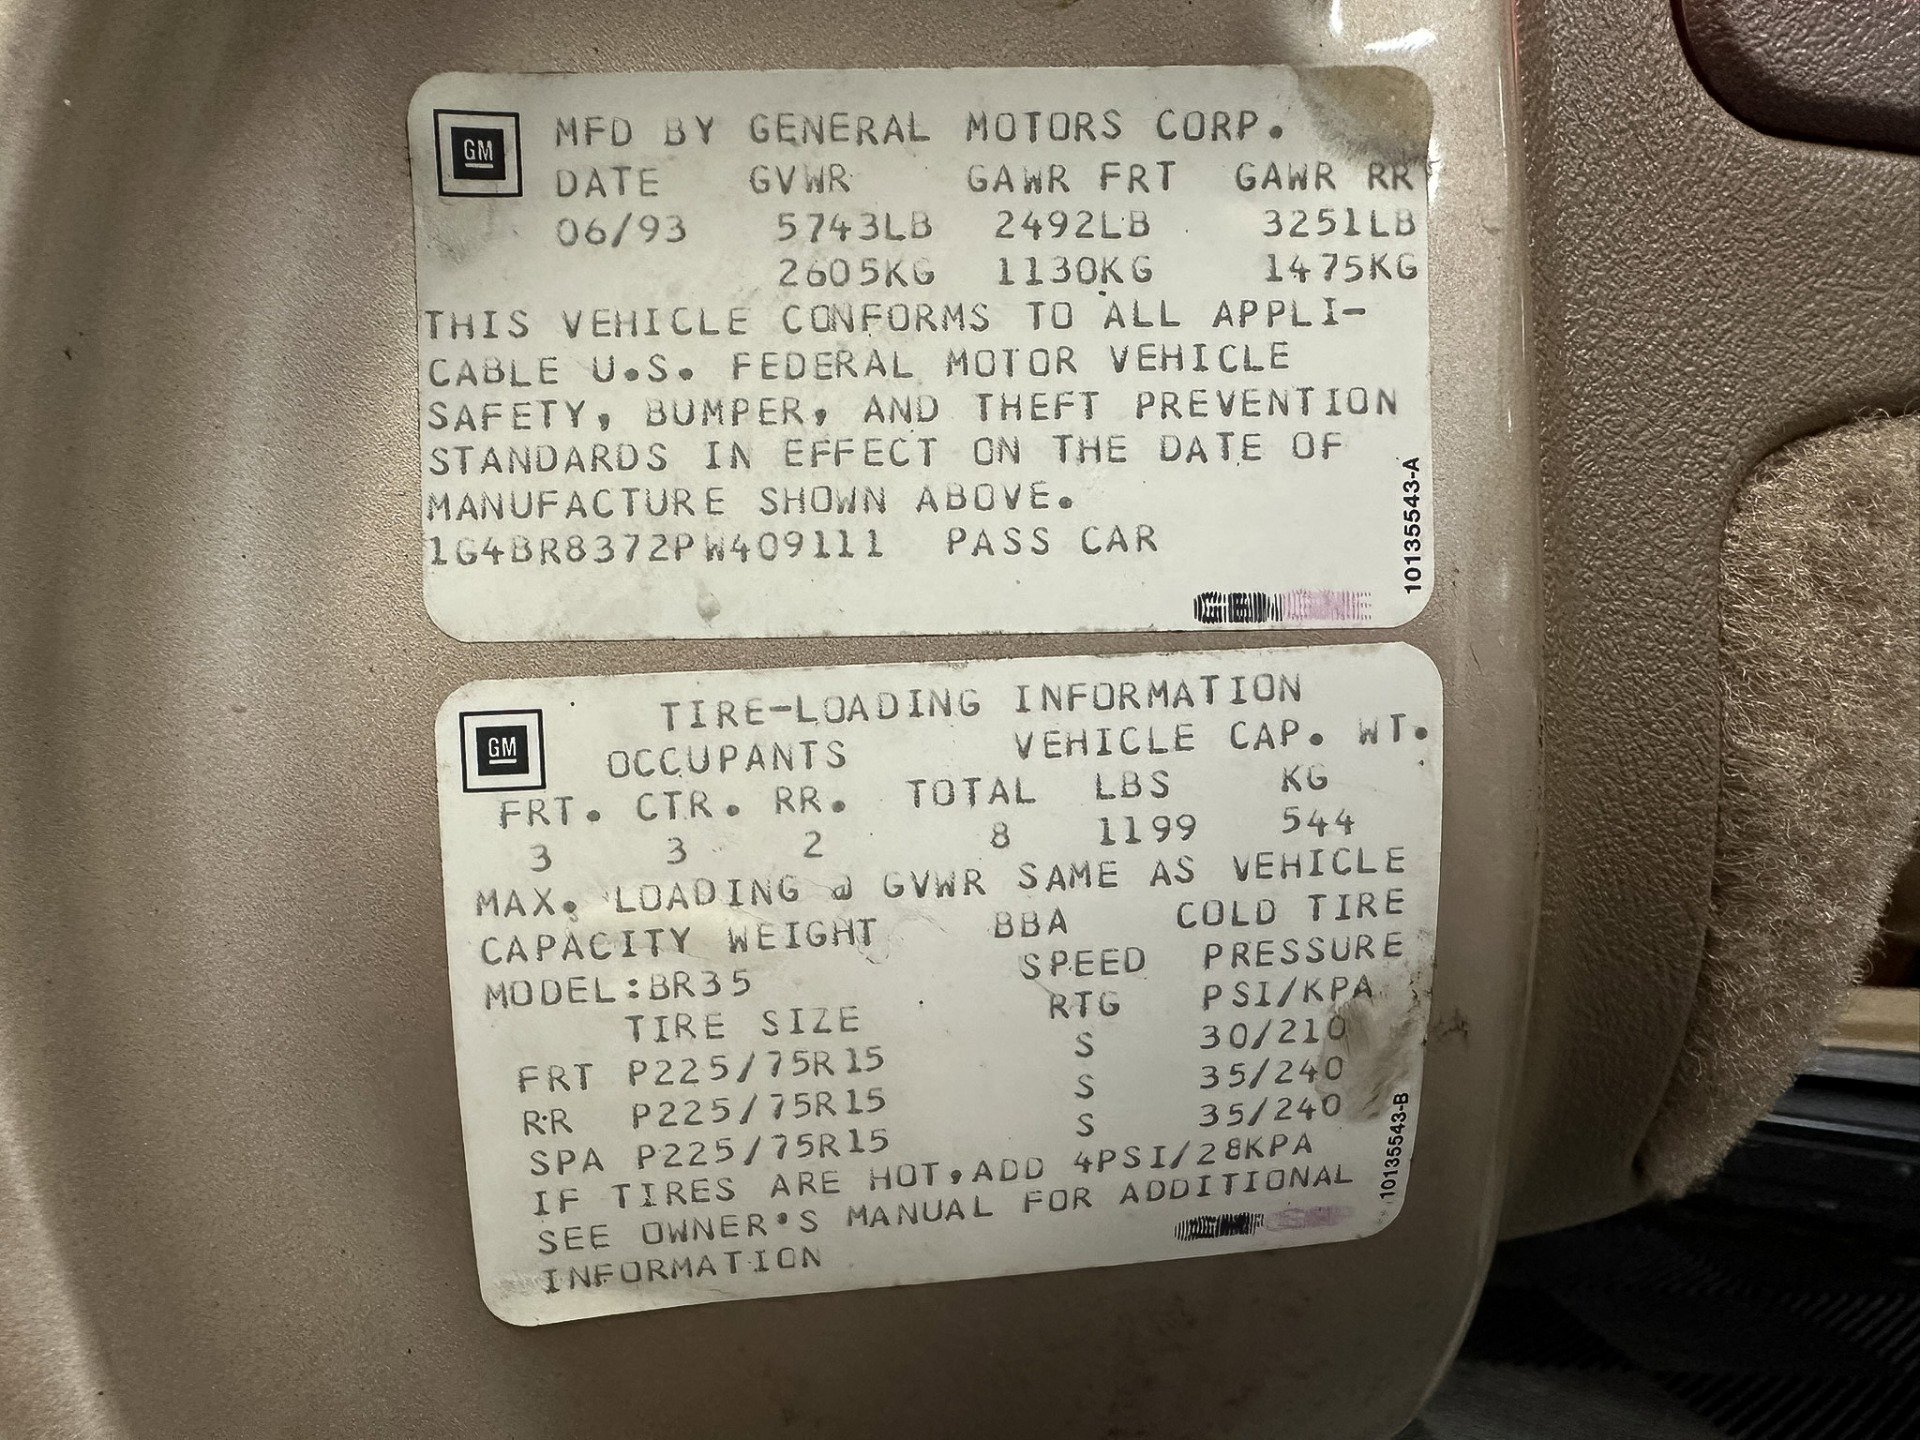 GM
MFD BY GENERAL MOTORS CORP.
DATE GVWR GAWR FRT GAWR RR
06/93 5743LB 2492LB 3251LB
2605KG 1130KG 1475KG
THIS VEHICLE CONFORMS TO ALL APPLI-
CABLE U.S. FEDERAL MOTOR VEHICLE
SAFETY, BUMPER, AND THEFT PREVENTION
STANDARDS IN EFFECT ON THE DATE OF
MANUFACTURE SHOWN ABOVE.
1G4BR8372PW409111 PASS CAR
10135543-A
GM
TIRE-LOADING INFORMATION
OCCUPANTS VEHICLE CAP. WT.
FRT. CTR. RR. TOTAL LBS KG
3 3 2 8 1199 544
MAX. LOADING @ GVWR SAME AS VEHICLE
CAPACITY WEIGHT BBA COLD TIRE
MODEL:BR35 SPEED PRESSURE
TIRE SIZE RTG PSI/KPA
FRT P225/75R15 S 30/210
RR P225/75R15 S 35/240
SPA P225/75R15 S 35/240
IF TIRES ARE HOT, ADD 4PSI/28KPA
SEE OWNER'S MANUAL FOR ADDITIONAL
INFORMATION
10135543-B